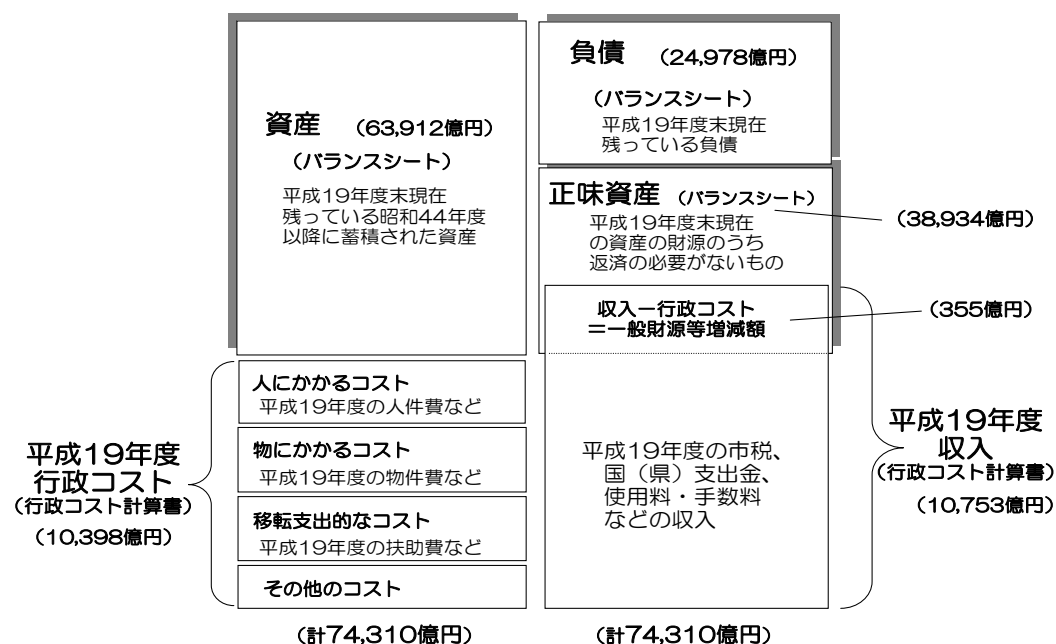 資産 (63,912億円)
(バランスシート)
平成19年度末現在
残っている昭和44年度
以降に蓄積された資産
負債 (24,978億円)
(バランスシート)
平成19年度末現在
残っている負債
正味資産 (バランスシート)
平成19年度末現在
の資産の財源のうち
返済の必要がないもの
(38,934億円)
収入ー行政コスト
=一般財源等増減額
(355億円)
平成19年度
行政コスト
(行政コスト計算書)
(10,398億円)
人にかかるコスト
平成19年度の人件費など
物にかかるコスト
平成19年度の物件費など
移転支出的なコスト
平成19年度の扶助費など
その他のコスト
平成19年度の市税、
国(県)支出金、
使用料・手数料
などの収入
平成19年度
収入
(行政コスト計算書)
(10,753億円)
(計74,310億円)
(計74,310億円)